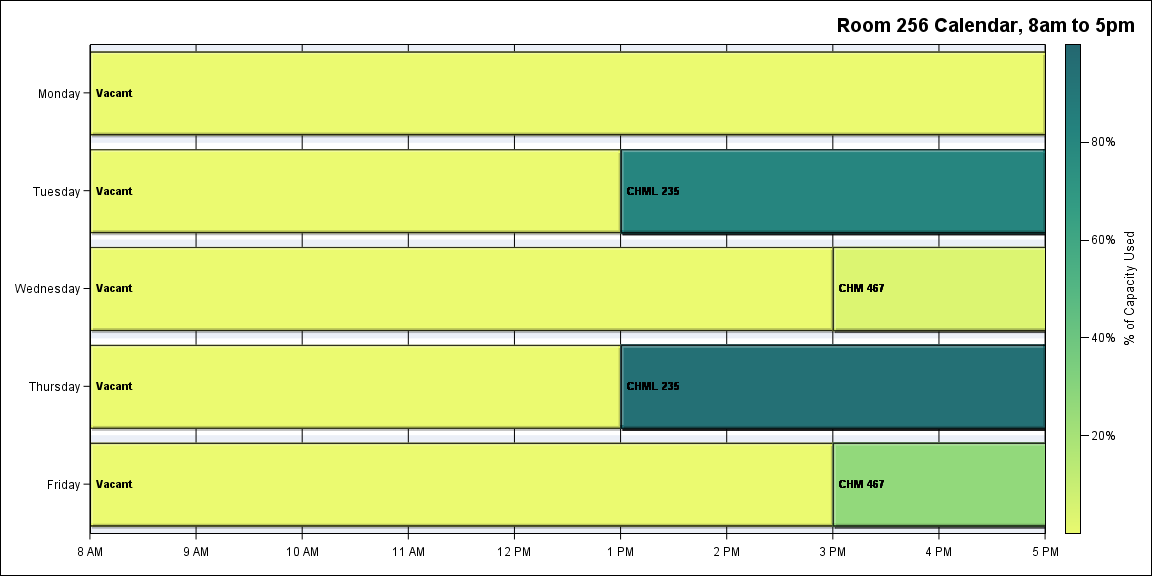 Room 256 Calendar, 8am to 5pm
Monday
Vacant
Tuesday
Vacant
CHML 235
Wednesday
Vacant
CHM 467
Thursday
Vacant
CHML 235
Friday
Vacant
CHM 467
8 AM
9 AM
10 AM
11 AM
12 PM
1 PM
2 PM
3 PM
4 PM
5 PM
80%
60%
40%
20%
% of Capacity Used